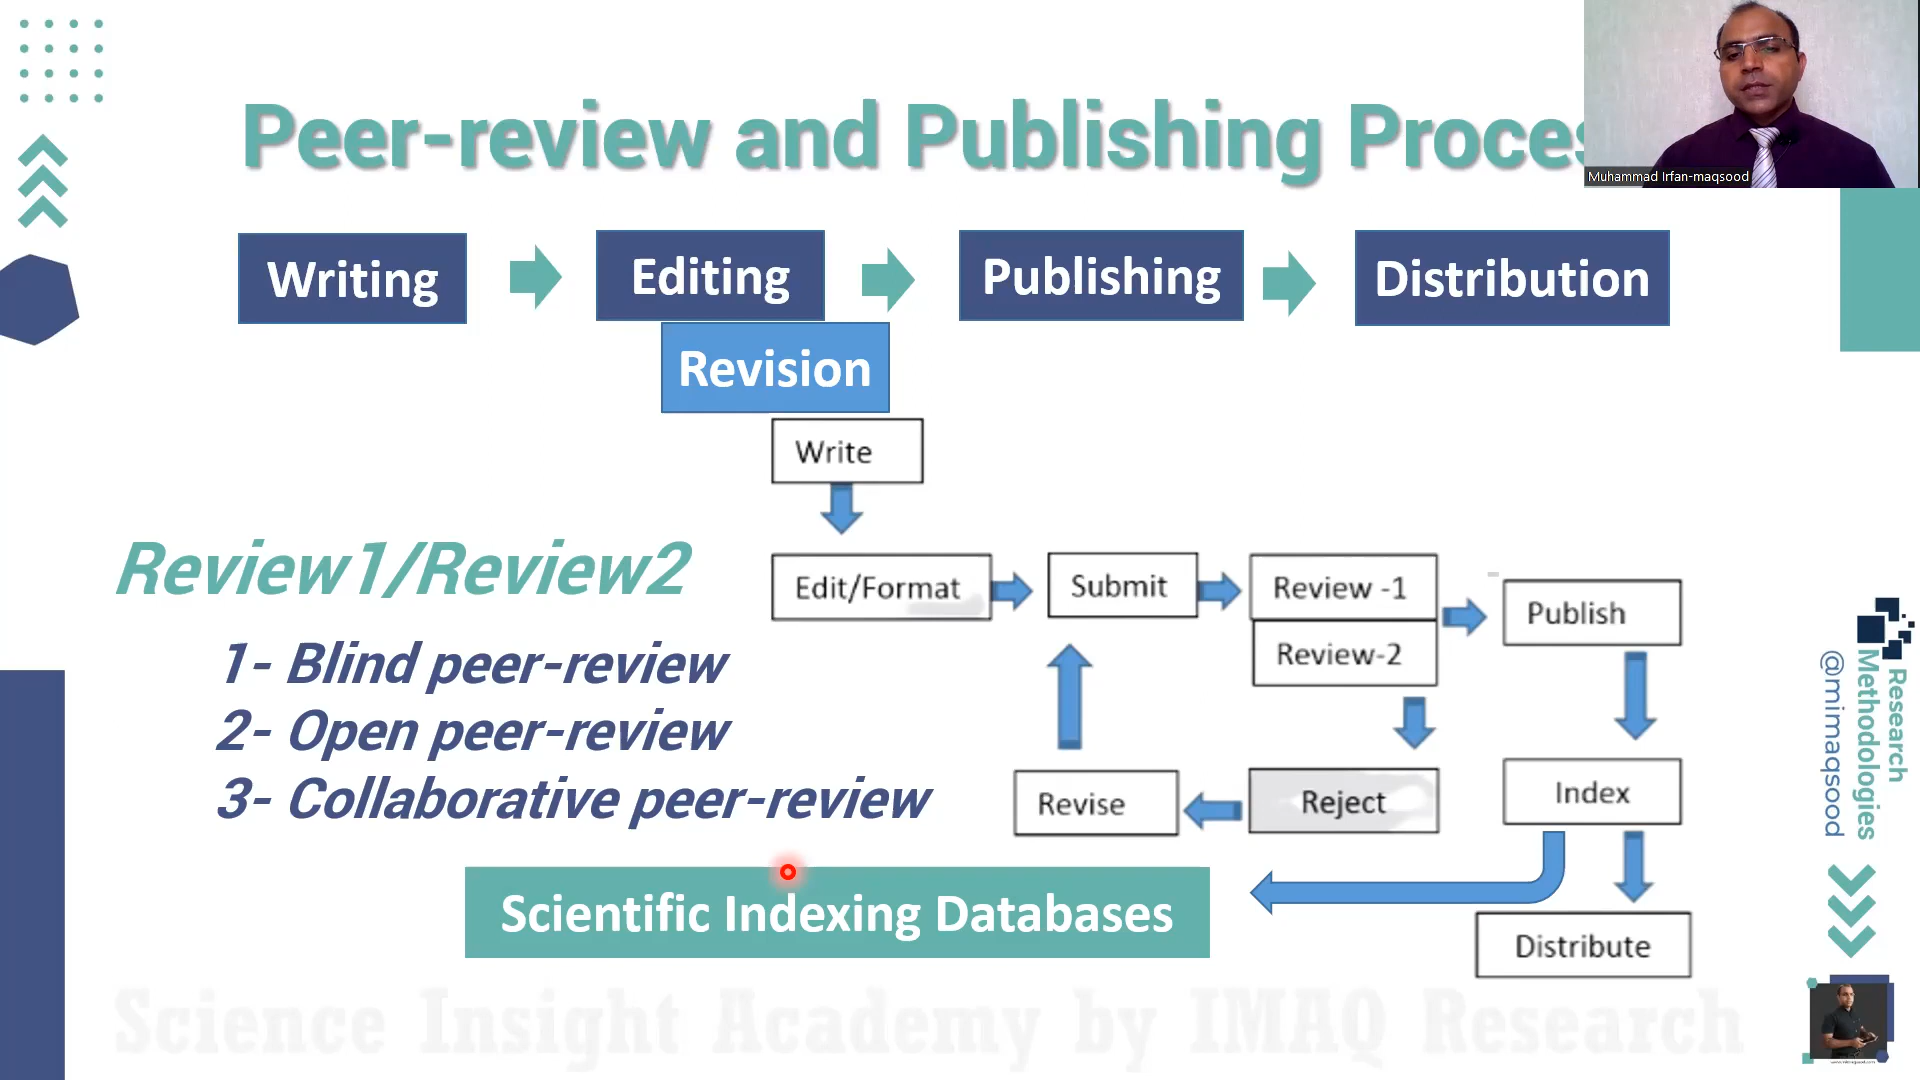 Peer-review and Publishing Proces
Muhammad Irfan-maqsood
Writing
Editing
Publishing
Distribution
Revision
Write
Review1/Review2
Edit/Format
Submit
Review -1
Review-2
Publish
1- Blind peer-review
2- Open peer-review
3- Collaborative peer-review
Revise
Reject
Index
Scientific Indexing Databases
Distribute
Research
Methodologies
@mimaqsood
Science Insight Academy by IMAQ Research